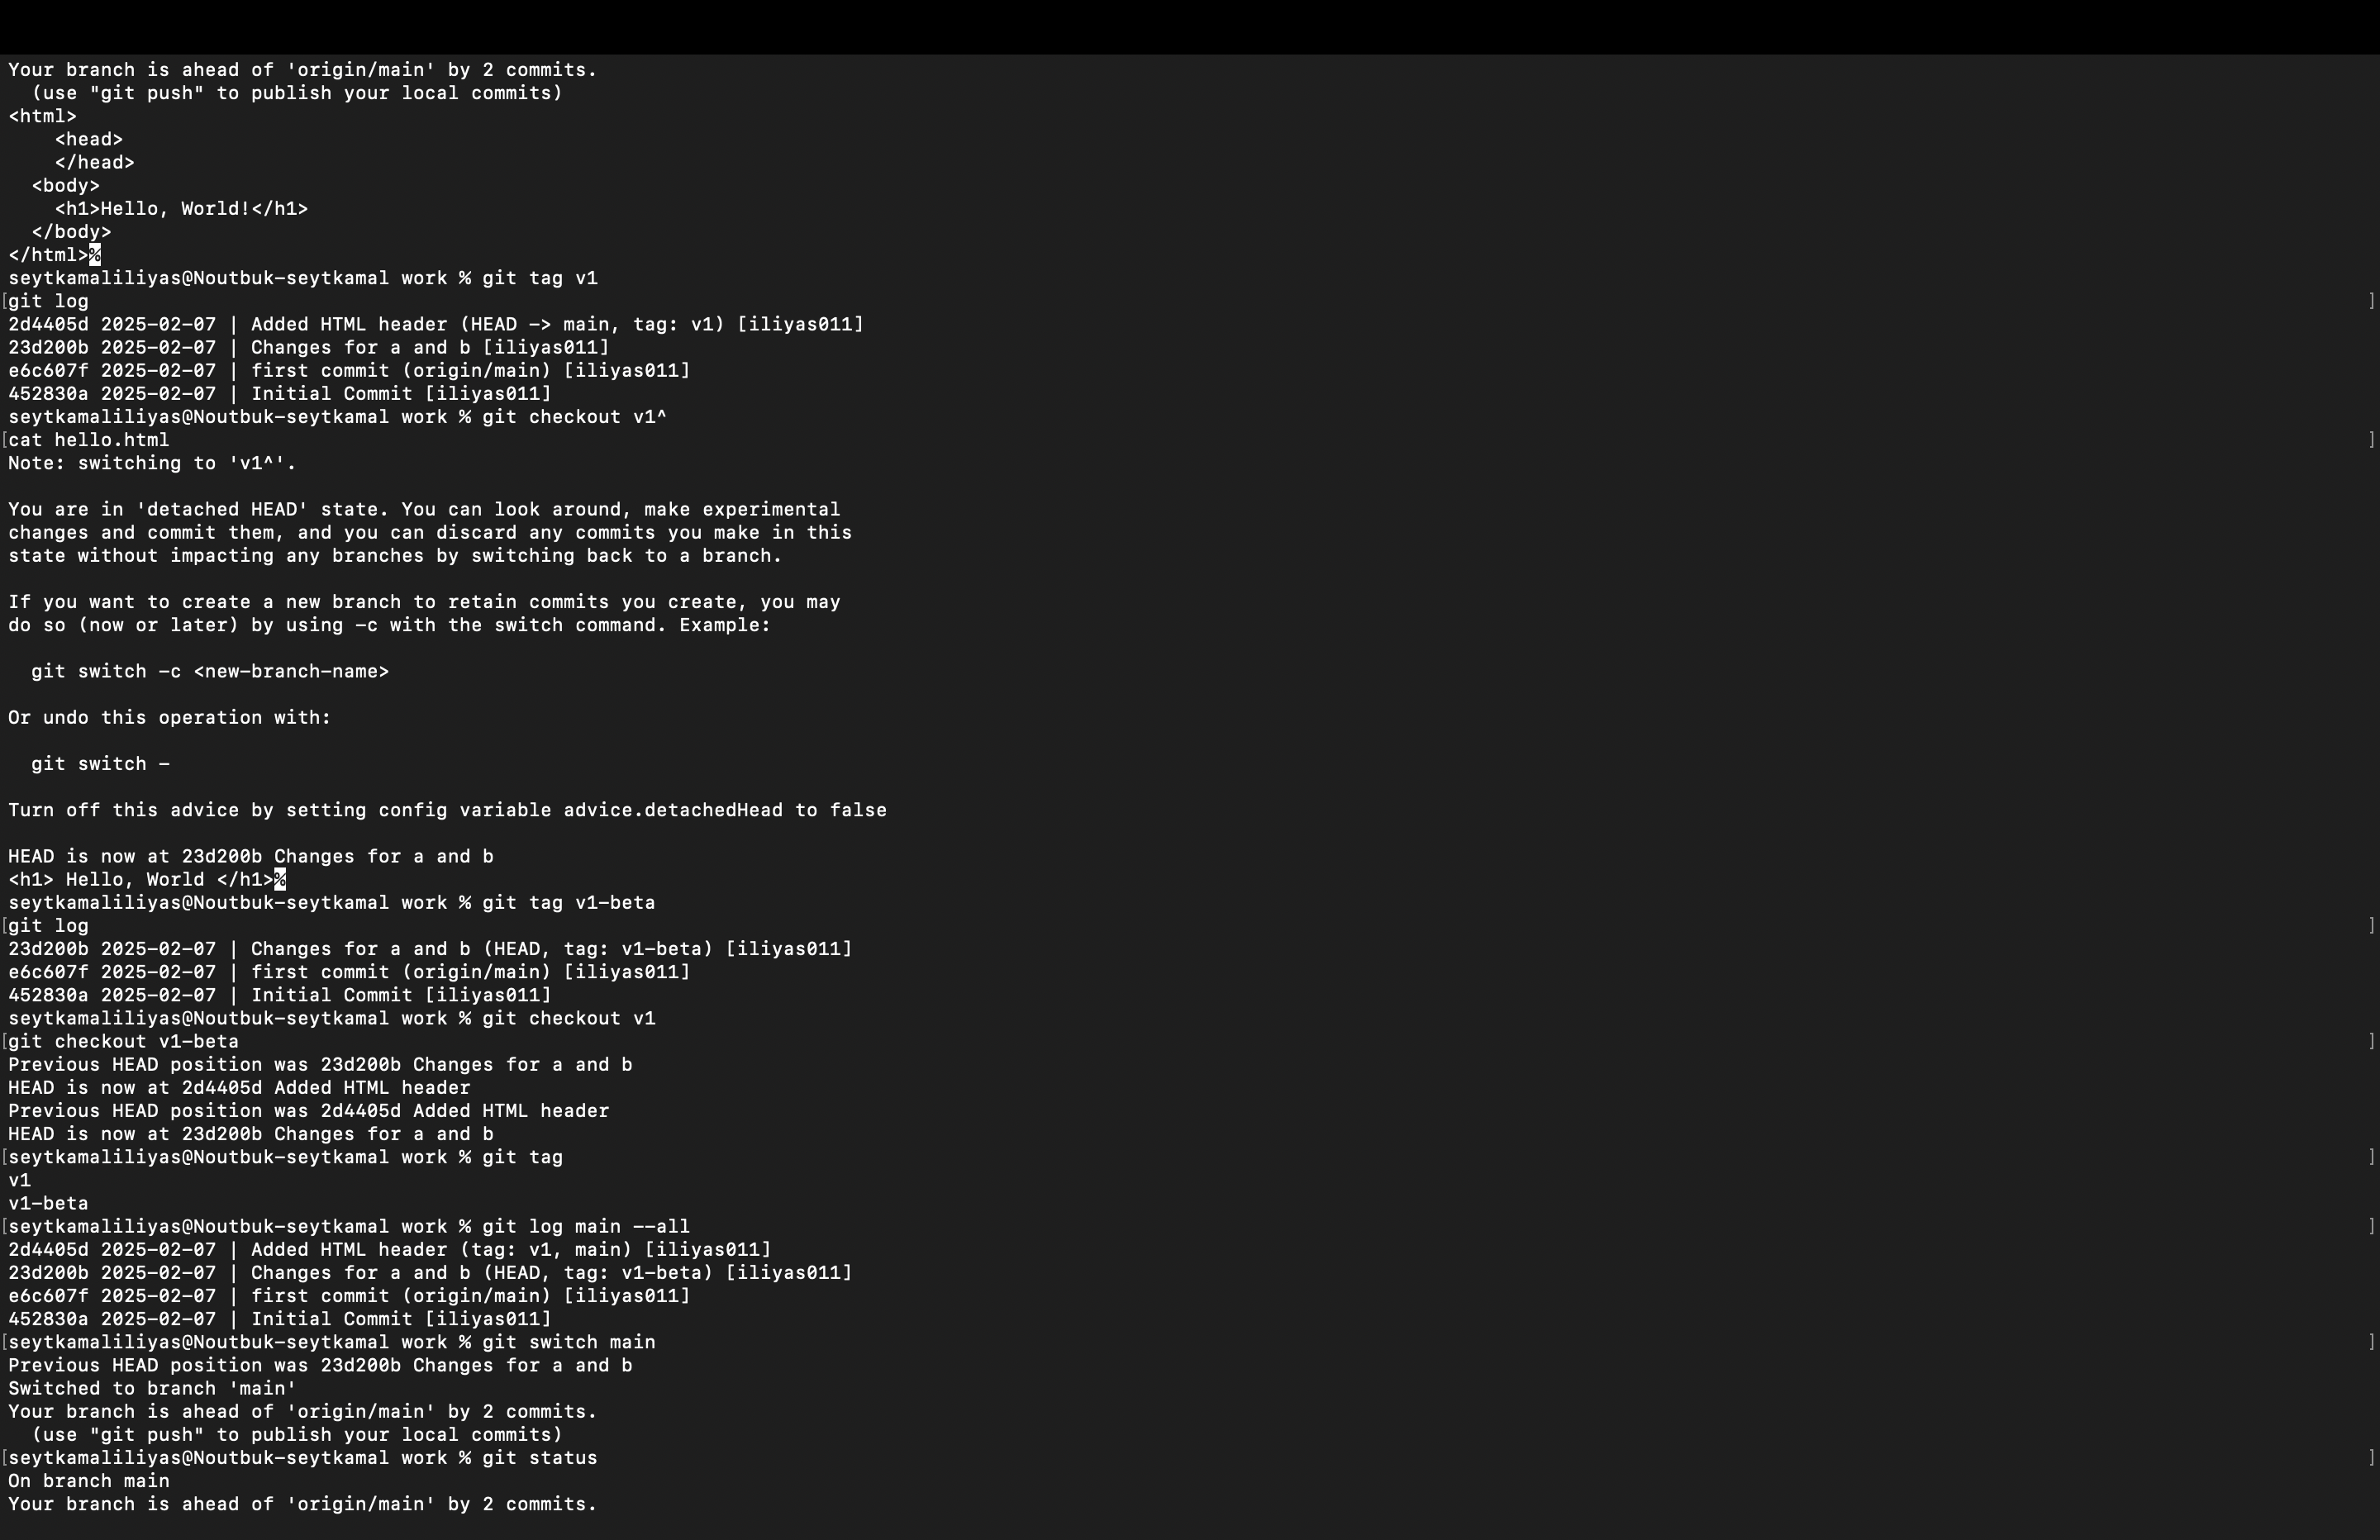 Your branch is ahead of 'origin/main' by 2 commits.
  (use "git push" to publish your local commits)
<html>
    <head>
    </head>
  <body>
    <h1>Hello, World!</h1>
  </body>
</html>%
seytkamaliliyas@Noutbuk-seytkamal work % git tag v1
[git log ]
2d4405d 2025-02-07 | Added HTML header (HEAD -> main, tag: v1) [iliyas011]
23d200b 2025-02-07 | Changes for a and b [iliyas011]
e6c607f 2025-02-07 | first commit (origin/main) [iliyas011]
452830a 2025-02-07 | Initial Commit [iliyas011]
seytkamaliliyas@Noutbuk-seytkamal work % git checkout v1^
[cat hello.html ]
Note: switching to 'v1^'.

You are in 'detached HEAD' state. You can look around, make experimental
changes and commit them, and you can discard any commits you make in this
state without impacting any branches by switching back to a branch.

If you want to create a new branch to retain commits you create, you may
do so (now or later) by using -c with the switch command. Example:

  git switch -c <new-branch-name>

Or undo this operation with:

  git switch -

Turn off this advice by setting config variable advice.detachedHead to false

HEAD is now at 23d200b Changes for a and b
<h1> Hello, World </h1>%
seytkamaliliyas@Noutbuk-seytkamal work % git tag v1-beta
[git log ]
23d200b 2025-02-07 | Changes for a and b (HEAD, tag: v1-beta) [iliyas011]
e6c607f 2025-02-07 | first commit (origin/main) [iliyas011]
452830a 2025-02-07 | Initial Commit [iliyas011]
seytkamaliliyas@Noutbuk-seytkamal work % git checkout v1
[git checkout v1-beta ]
Previous HEAD position was 23d200b Changes for a and b
HEAD is now at 2d4405d Added HTML header
Previous HEAD position was 2d4405d Added HTML header
HEAD is now at 23d200b Changes for a and b
[seytkamaliliyas@Noutbuk-seytkamal work % git tag ]
v1
v1-beta
[seytkamaliliyas@Noutbuk-seytkamal work % git log main --all ]
2d4405d 2025-02-07 | Added HTML header (tag: v1, main) [iliyas011]
23d200b 2025-02-07 | Changes for a and b (HEAD, tag: v1-beta) [iliyas011]
e6c607f 2025-02-07 | first commit (origin/main) [iliyas011]
452830a 2025-02-07 | Initial Commit [iliyas011]
[seytkamaliliyas@Noutbuk-seytkamal work % git switch main ]
Previous HEAD position was 23d200b Changes for a and b
Switched to branch 'main'
Your branch is ahead of 'origin/main' by 2 commits.
  (use "git push" to publish your local commits)
[seytkamaliliyas@Noutbuk-seytkamal work % git status ]
On branch main
Your branch is ahead of 'origin/main' by 2 commits.